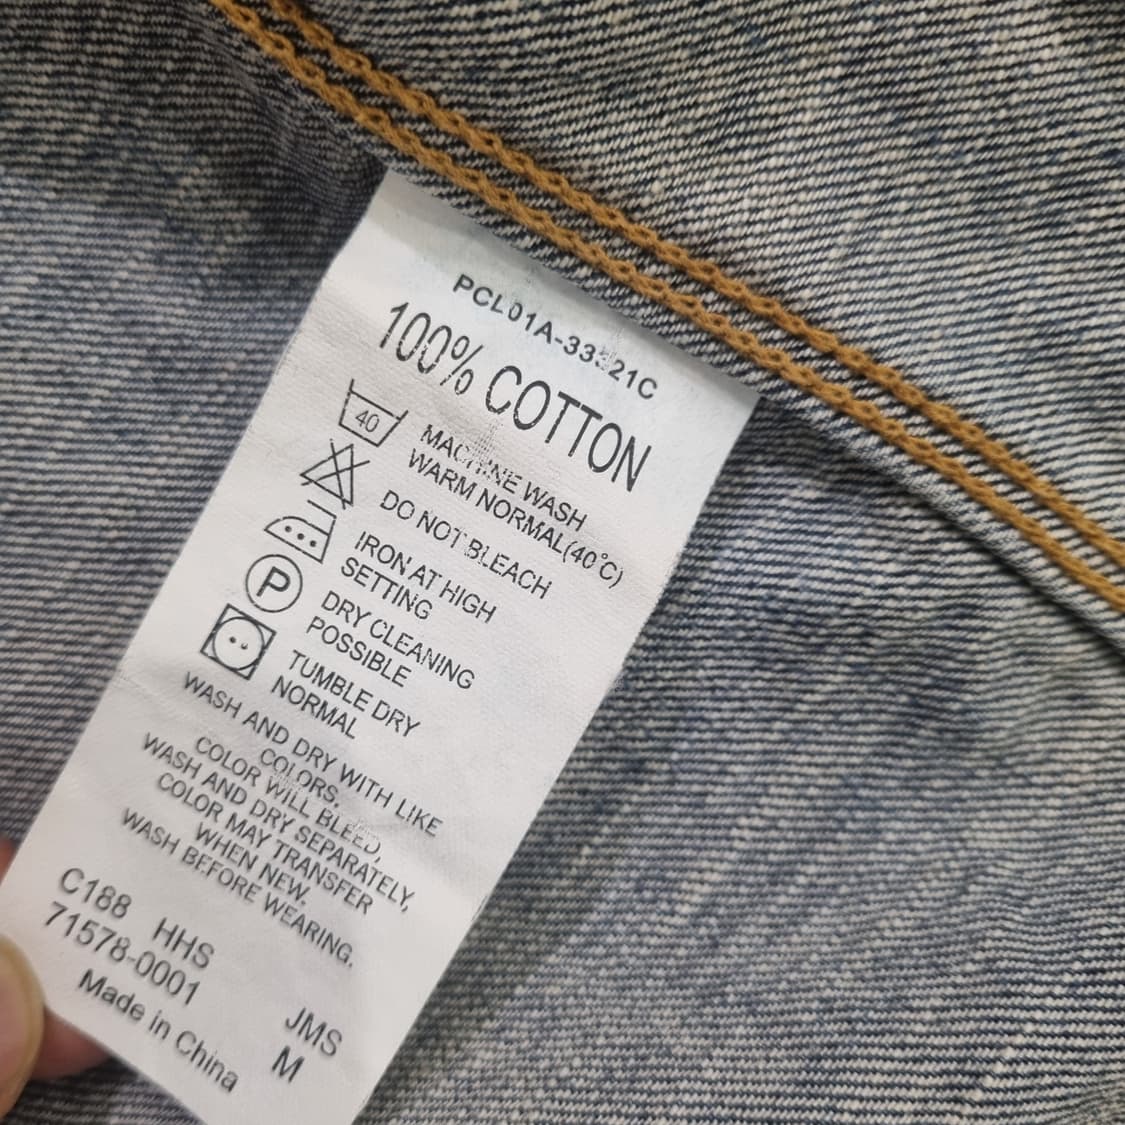 100% COTTON
40
MACHINE WASH
WARM NORMAL(40°C)
DO NOT BLEACH
IRON AT HIGH
SETTING
P
DRY CLEANING
POSSIBLE
TUMBLE DRY
NORMAL
WASH AND DRY WITH LIKE
COLORS.
COLOR WILL BLEED,
WASH AND DRY SEPARATELY,
COLOR MAY TRANSFER
WHEN NEW.
WASH BEFORE WEARING.
C188 HHS
71578-0001 JMS
Made in China M